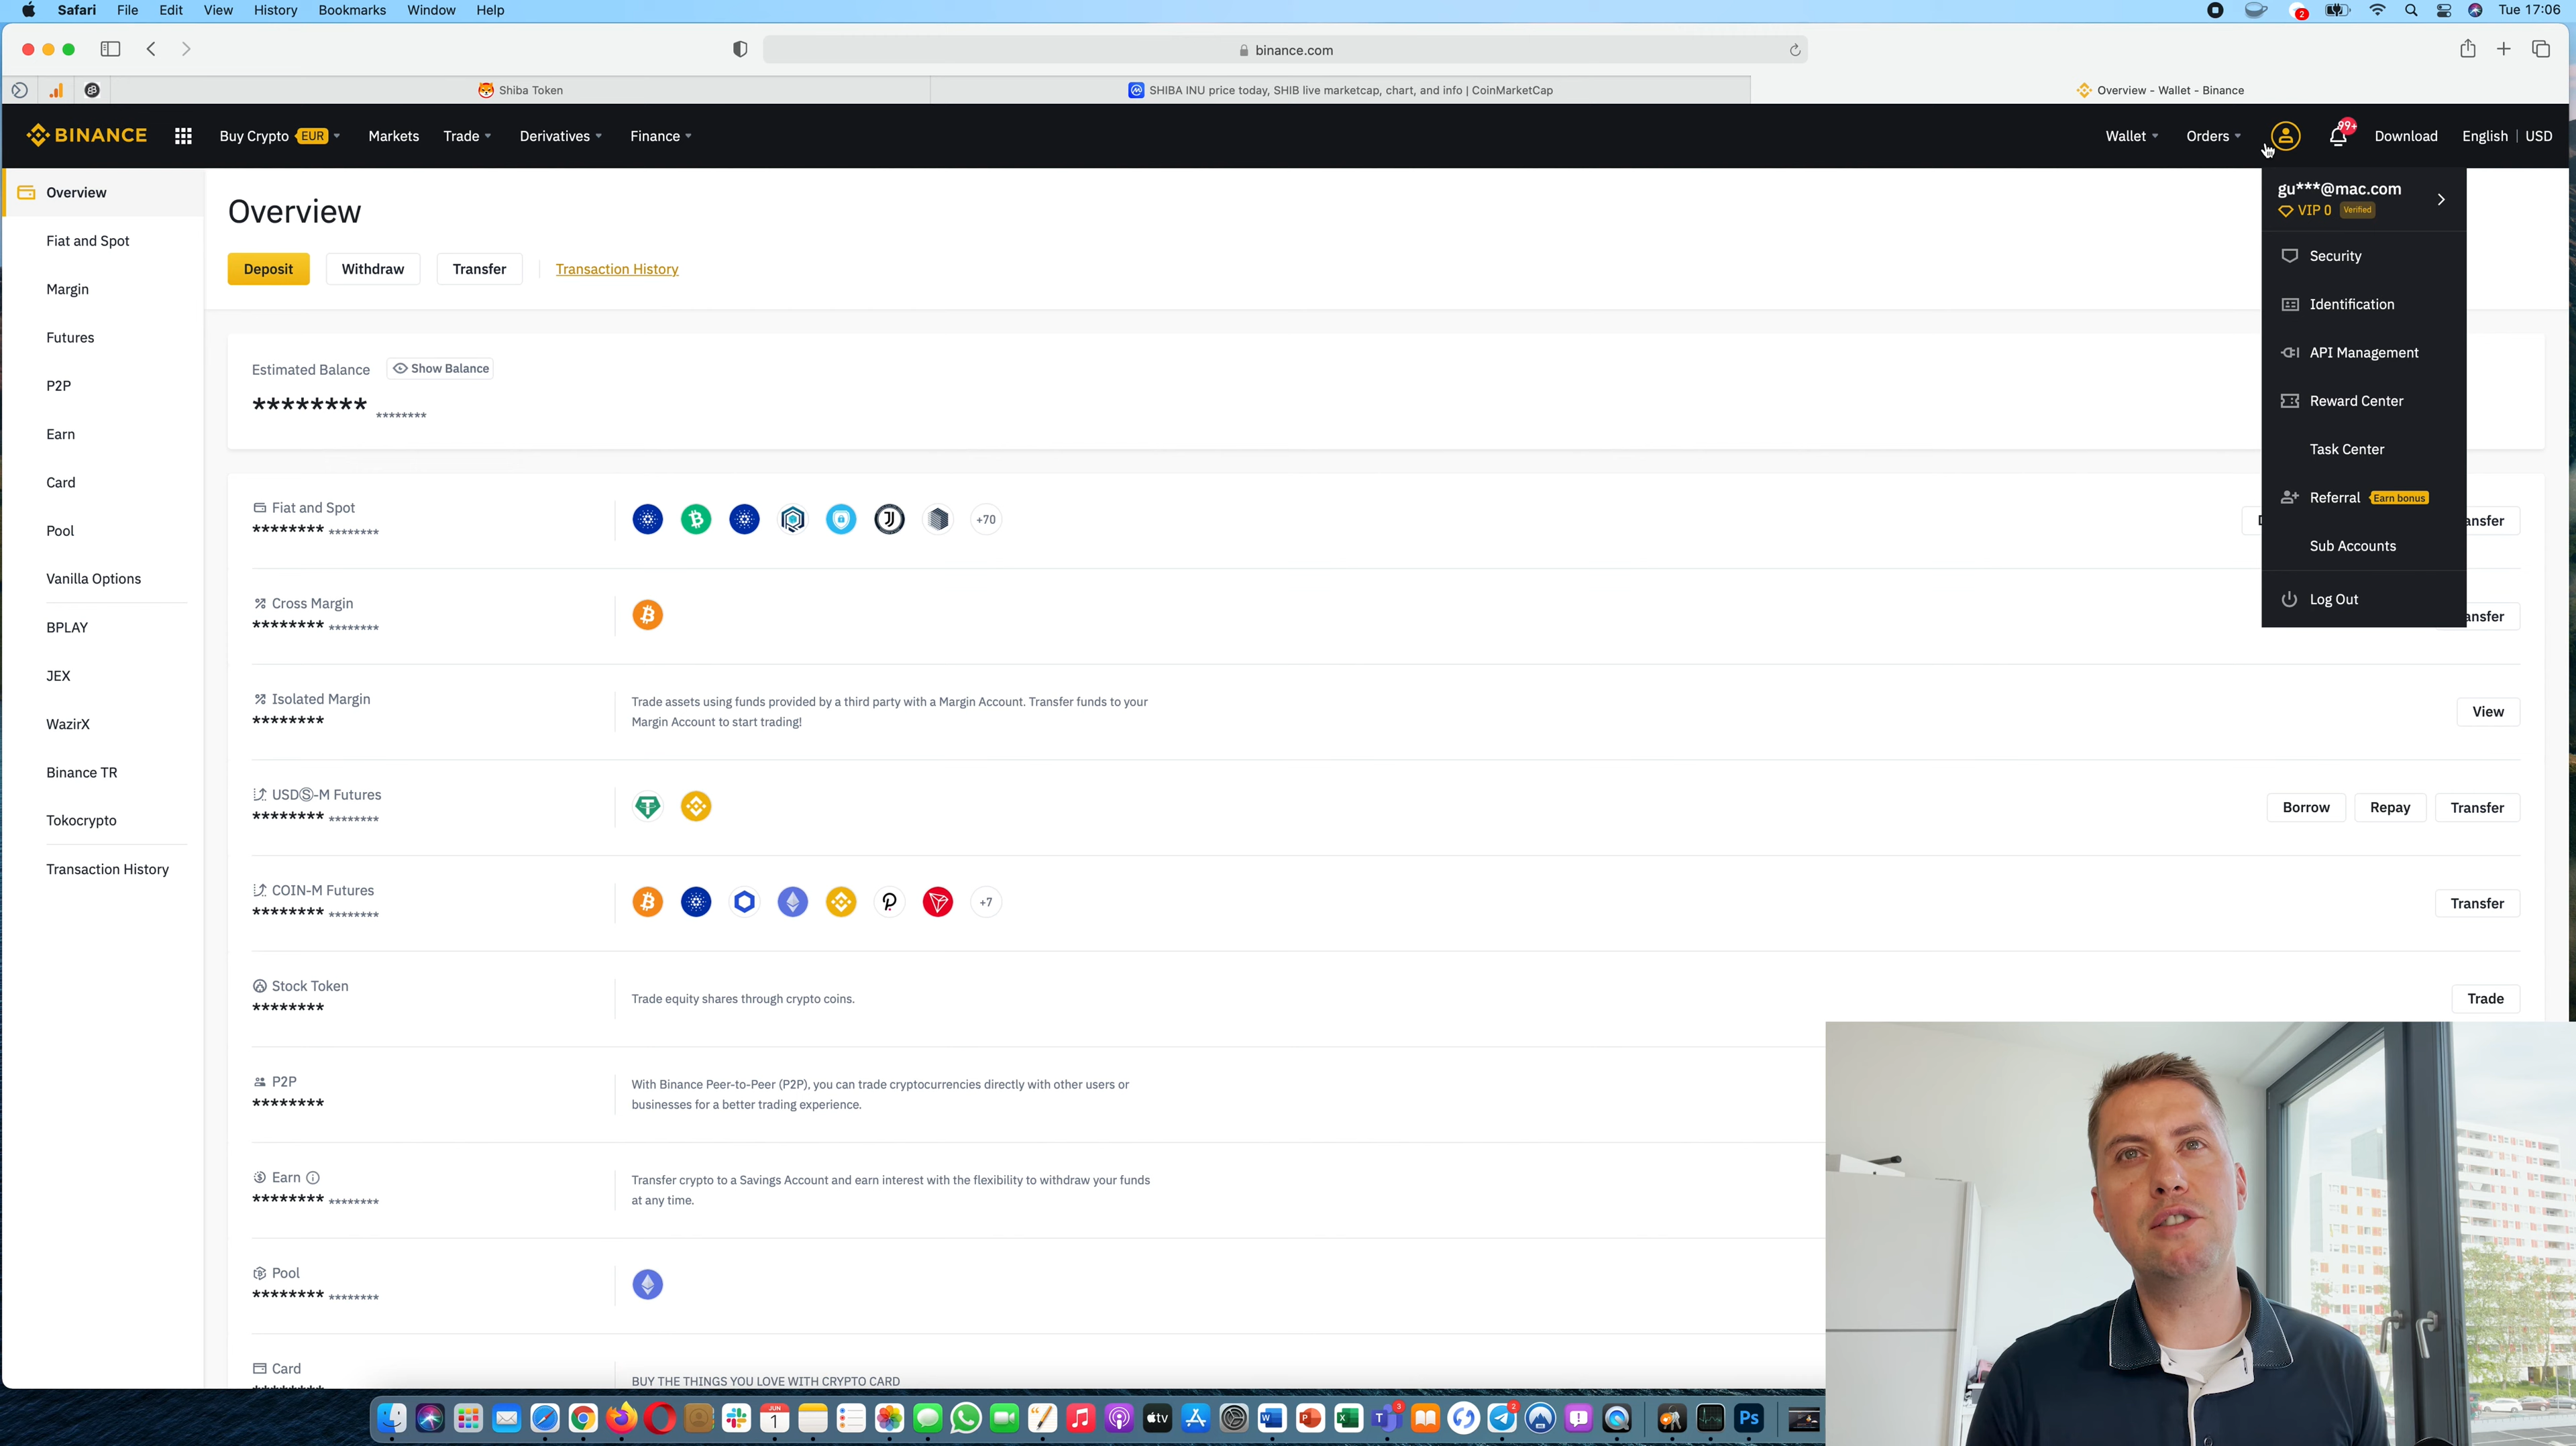 Safari File Edit View History Bookmarks Window Help
2
Tue 17:06
binance.com
Shiba Token
SHIBA INU price today, SHIB live marketcap, chart, and info | CoinMarketCap
Overview - Wallet - Binance
BINANCE
Buy Crypto EUR
Markets
Trade
Derivatives
Finance
Wallet
Orders
99+
Download
English | USD
Overview
Fiat and Spot
Margin
Futures
P2P
Earn
Card
Pool
Vanilla Options
BPLAY
JEX
WazirX
Binance TR
Tokocrypto
Transaction History
Overview
Deposit
Withdraw
Transfer
Transaction History
gu***@mac.com
VIP 0 Verified
Security
Identification
API Management
Reward Center
Task Center
Referral Earn bonus
Sub Accounts
Log Out
Estimated Balance Show Balance
******** ********
Fiat and Spot
******** ********
+70
ansfer
Cross Margin
******** ********
ansfer
Isolated Margin
********
Trade assets using funds provided by a third party with a Margin Account. Transfer funds to your
Margin Account to start trading!
View
USDⓈ-M Futures
******** ********
Borrow
Repay
Transfer
COIN-M Futures
******** ********
+7
Transfer
Stock Token
********
Trade equity shares through crypto coins.
Trade
P2P
********
With Binance Peer-to-Peer (P2P), you can trade cryptocurrencies directly with other users or
businesses for a better trading experience.
Earn
******** ********
Transfer crypto to a Savings Account and earn interest with the flexibility to withdraw your funds
at any time.
Pool
******** ********
Card
BUY THE THINGS YOU LOVE WITH CRYPTO CARD
JUN
1
tv
W
P
X
T
3
2
Ps